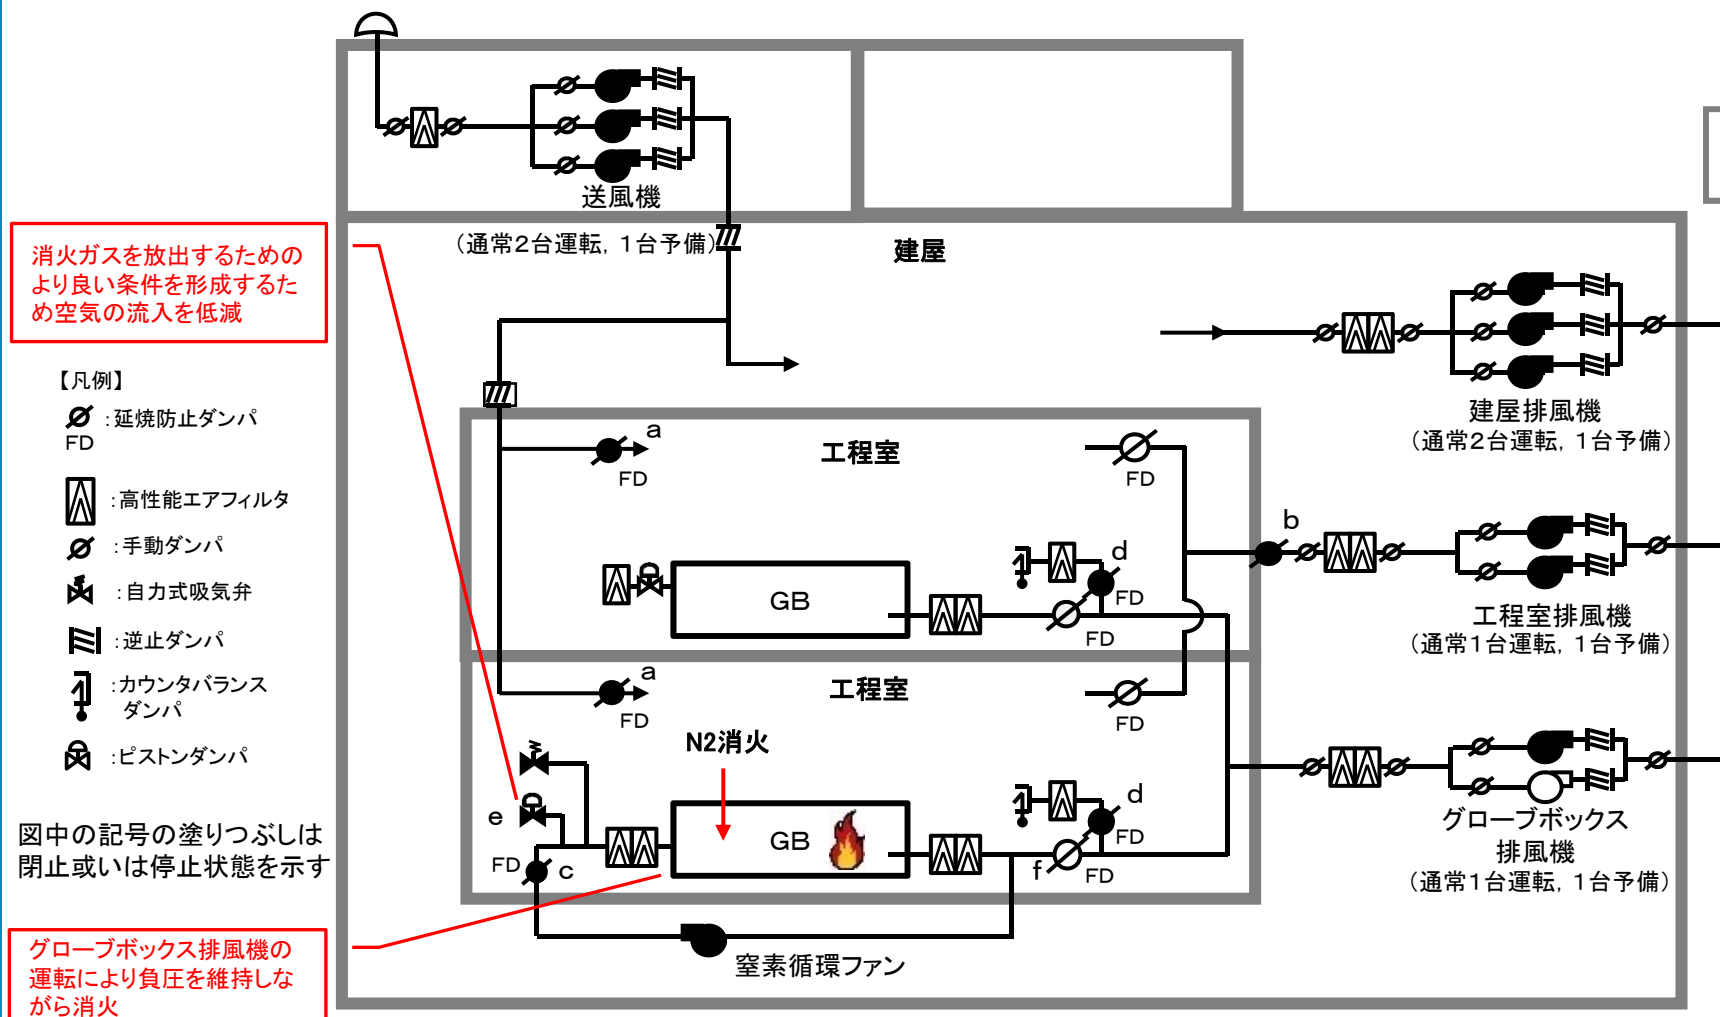 送風機
(通常2台運転, 1台予備)
建屋
消火ガスを放出するための
より良い条件を形成するた
め空気の流入を低減
【凡例】
:延焼防止ダンパ
FD
:高性能エアフィルタ
:手動ダンパ
:自力式吸気弁
:逆止ダンパ
:カウンタバランス
ダンパ
:ピストンダンパ
図中の記号の塗りつぶしは
閉止或いは停止状態を示す
グローブボックス排風機の
運転により負圧を維持しな
がら消火
建屋排風機
(通常2台運転, 1台予備)
a
FD
工程室
FD
b
d
FD
GB
FD
工程室排風機
(通常1台運転, 1台予備)
a
FD
工程室
FD
N2消火
e
d
FD
GB
FD
c
f
FD
グローブボックス
排風機
(通常1台運転, 1台予備)
窒素循環ファン